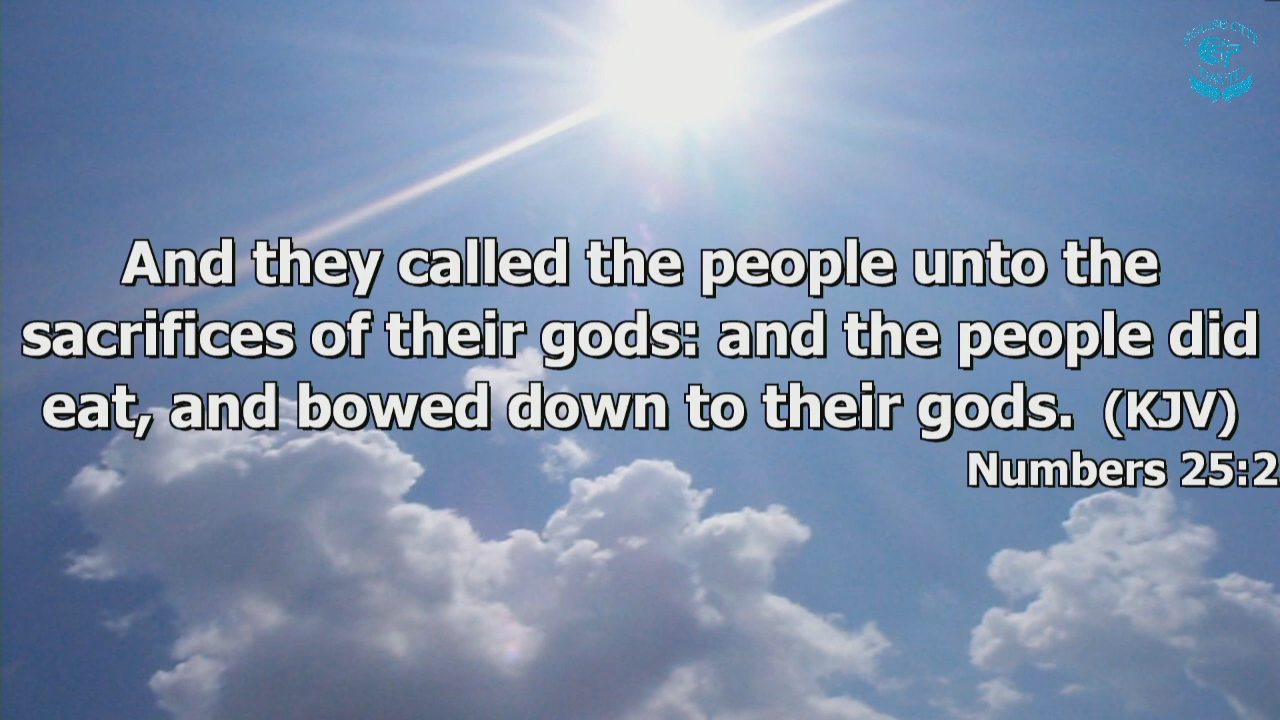 And they called the people unto the
sacrifices of their gods: and the people did
eat, and bowed down to their gods. (KJV)
Numbers 25:2